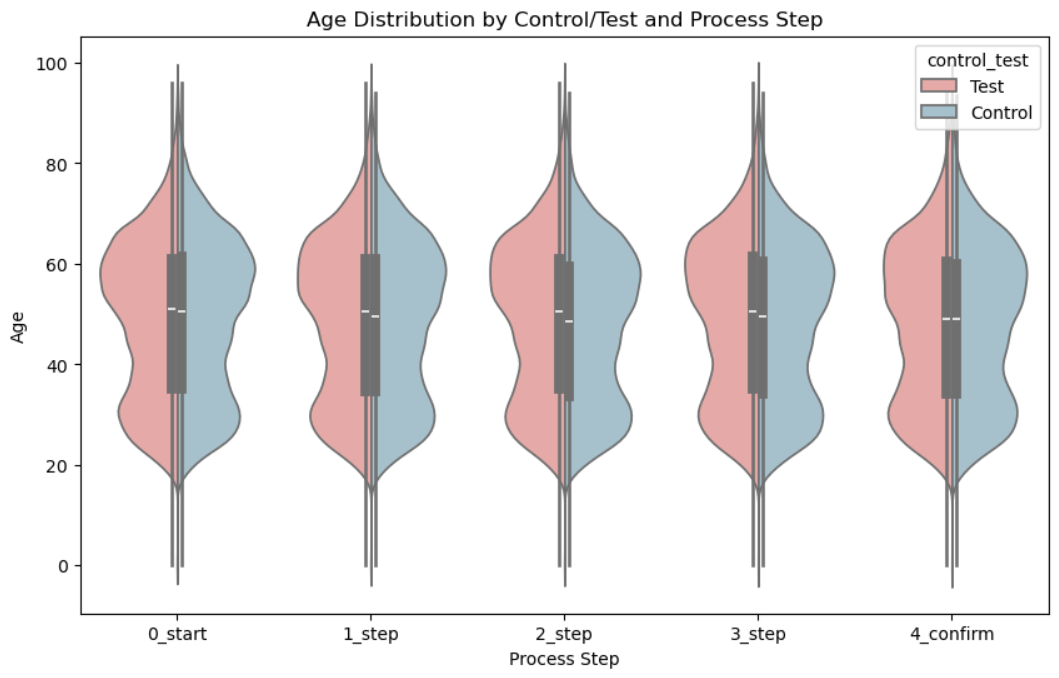 Age Distribution by Control/Test and Process Step
control_test
Test
Control
Age
100
80
60
40
20
0
0_start
1_step
2_step
3_step
4_confirm
Process Step